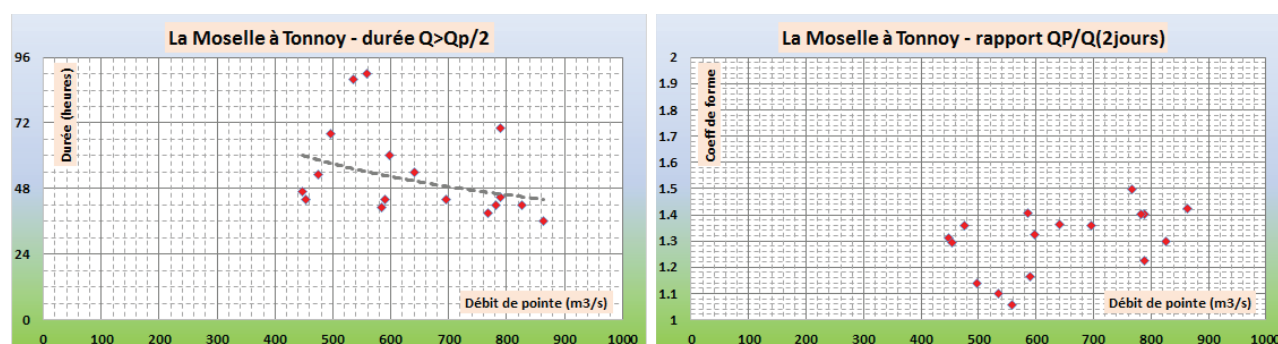 La Moselle à Tonnoy - durée Q>Qp/2
Durée (heures)
96
72
48
24
0
Débit de pointe (m3/s)
0 100 200 300 400 500 600 700 800 900 1000
La Moselle à Tonnoy - rapport QP/Q(2jours)
Coeff de forme
2
1.9
1.8
1.7
1.6
1.5
1.4
1.3
1.2
1.1
1
Débit de pointe (m3/s)
0 100 200 300 400 500 600 700 800 900 1000